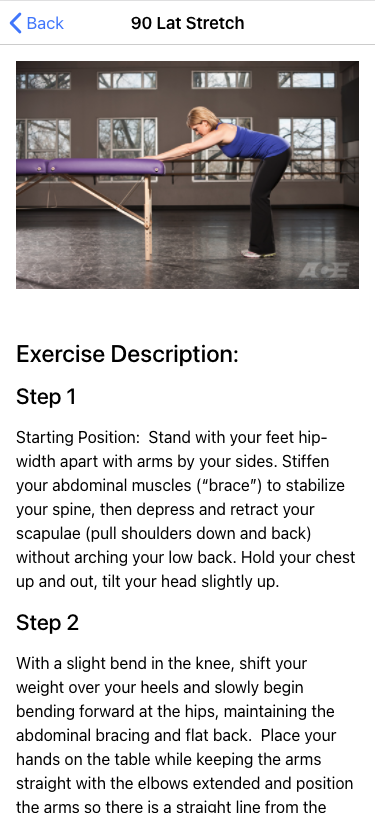 Back
90 Lat Stretch
ACE
Exercise Description:
Step 1
Starting Position:  Stand with your feet hip-
width apart with arms by your sides. Stiffen
your abdominal muscles (“brace”) to stabilize
your spine, then depress and retract your
scapulae (pull shoulders down and back)
without arching your low back. Hold your chest
up and out, tilt your head slightly up.
Step 2
With a slight bend in the knee, shift your
weight over your heels and slowly begin
bending forward at the hips, maintaining the
abdominal bracing and flat back.  Place your
hands on the table while keeping the arms
straight with the elbows extended and position
the arms so there is a straight line from the